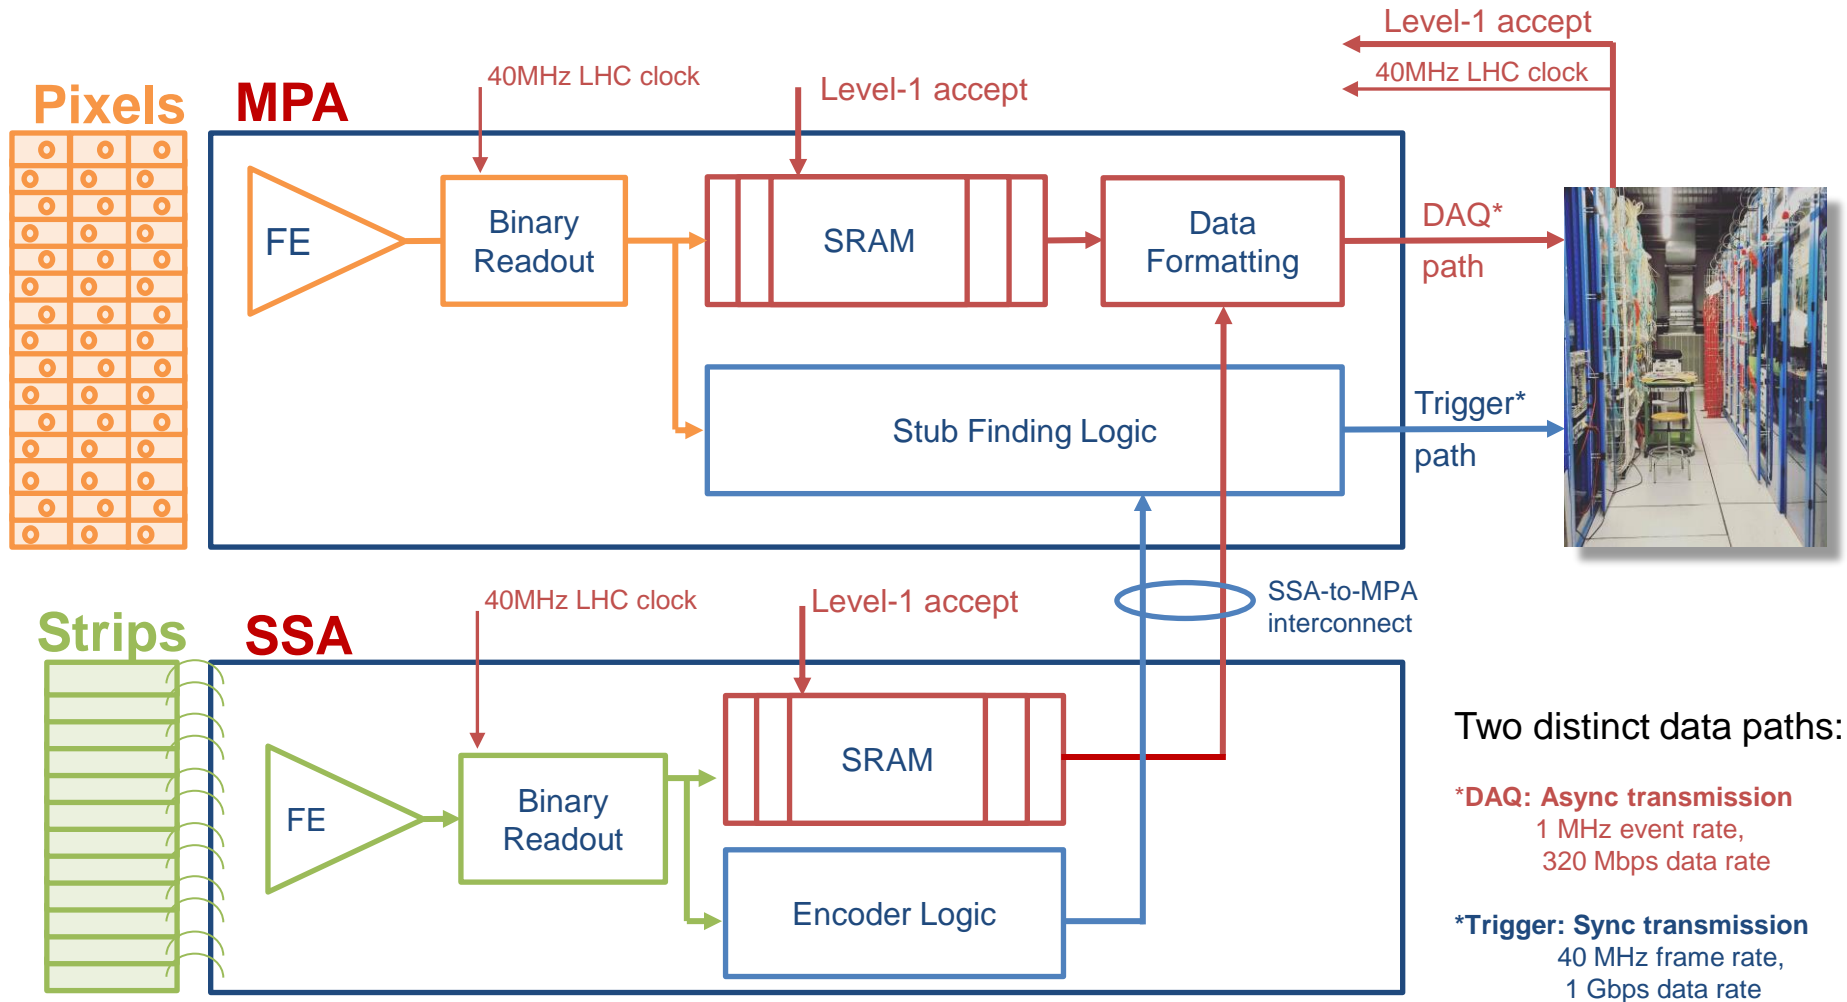 Level-1 accept
40MHz LHC clock
Pixels
MPA
40MHz LHC clock
Level-1 accept
FE
Binary
Readout
SRAM
Data
Formatting
DAQ*
path
Stub Finding Logic
Trigger*
path
SSA-to-MPA
interconnect
Strips
SSA
40MHz LHC clock
Level-1 accept
FE
Binary
Readout
SRAM
Encoder Logic
Two distinct data paths:
*DAQ: Async transmission
1 MHz event rate,
320 Mbps data rate
*Trigger: Sync transmission
40 MHz frame rate,
1 Gbps data rate